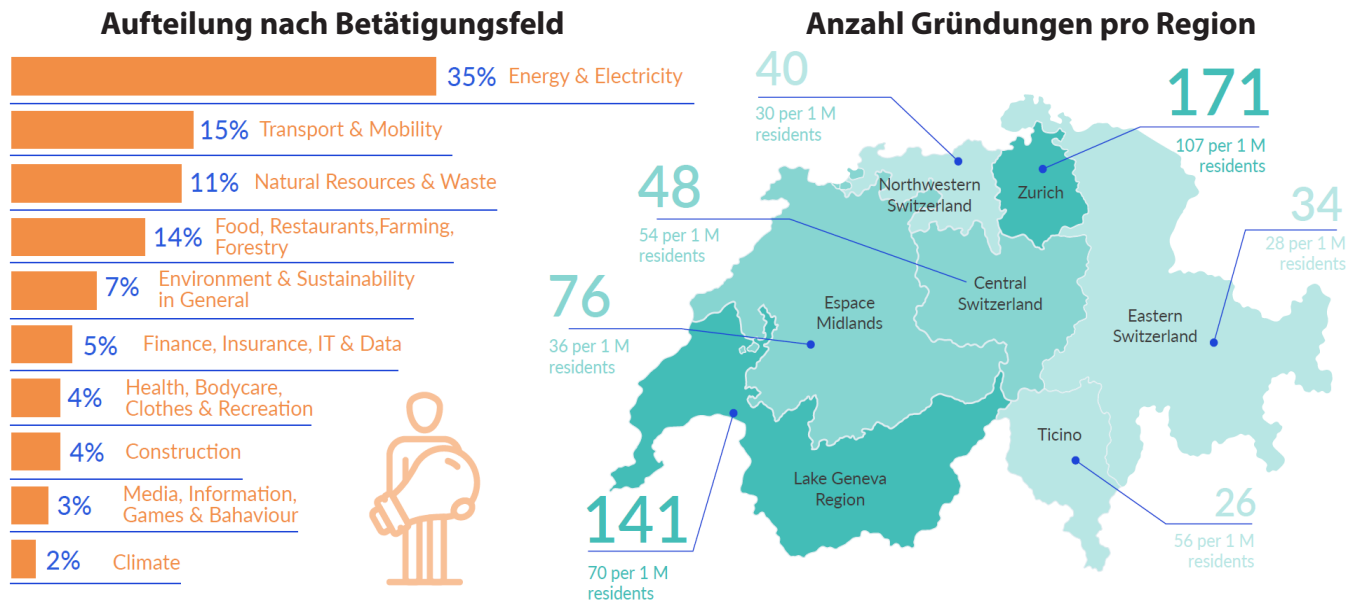 Aufteilung nach Betätigungsfeld
35% Energy & Electricity
15% Transport & Mobility
11% Natural Resources & Waste
14% Food, Restaurants,Farming,
Forestry
7% Environment & Sustainability
in General
5% Finance, Insurance, IT & Data
4% Health, Bodycare,
Clothes & Recreation
4% Construction
3% Media, Information,
Games & Bahaviour
2% Climate
Anzahl Gründungen pro Region
40
30 per 1 M
residents
171
107 per 1 M
residents
48
54 per 1 M
residents
34
28 per 1 M
residents
76
36 per 1 M
residents
141
70 per 1 M
residents
26
56 per 1 M
residents
Northwestern
Switzerland
Zurich
Central
Switzerland
Espace
Midlands
Eastern
Switzerland
Ticino
Lake Geneva
Region